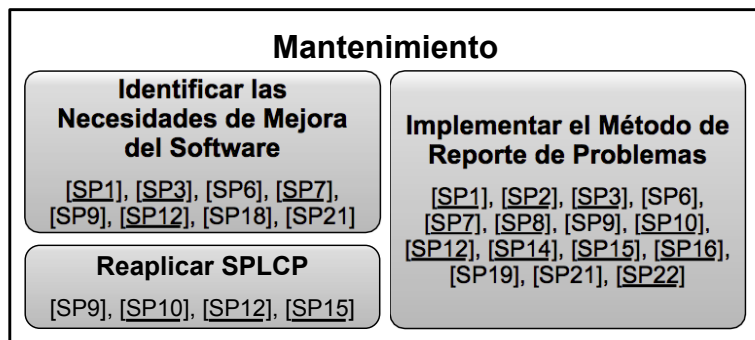 Mantenimiento
Identificar las
Necesidades de Mejora
del Software
[SP1], [SP3], [SP6], [SP7],
[SP9], [SP12], [SP18], [SP21]
Reaplicar SPLCP
[SP9], [SP10], [SP12], [SP15]
Implementar el Método de
Reporte de Problemas
[SP1], [SP2], [SP3], [SP6],
[SP7], [SP8], [SP9], [SP10],
[SP12], [SP14], [SP15], [SP16],
[SP19], [SP21], [SP22]